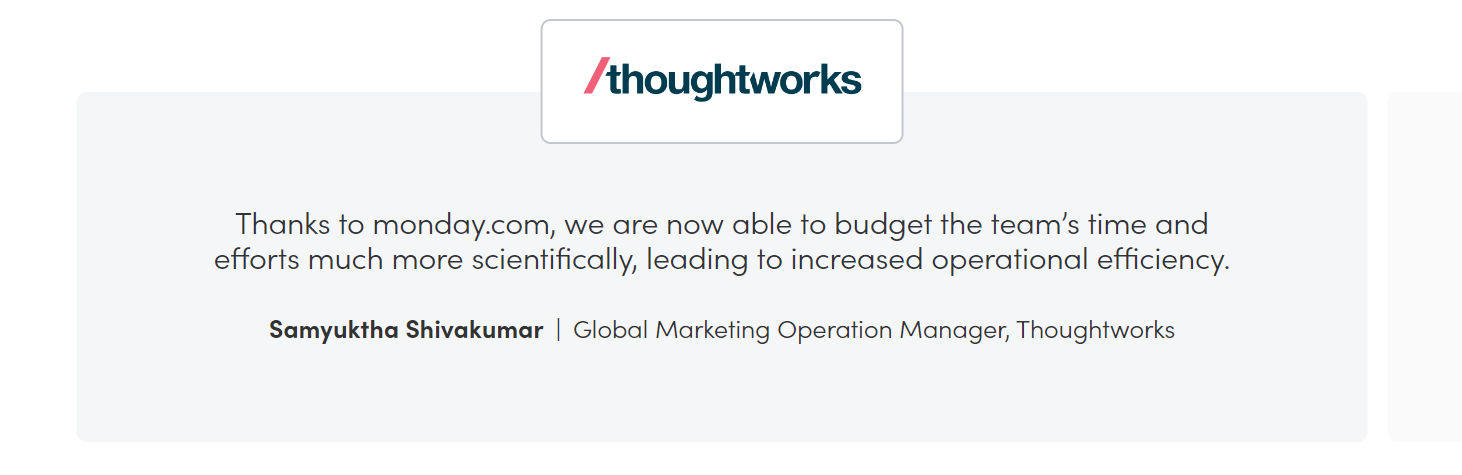 /thoughtworks
Thanks to monday.com, we are now able to budget the team’s time and
efforts much more scientifically, leading to increased operational efficiency.
Samyuktha Shivakumar | Global Marketing Operation Manager, Thoughtworks